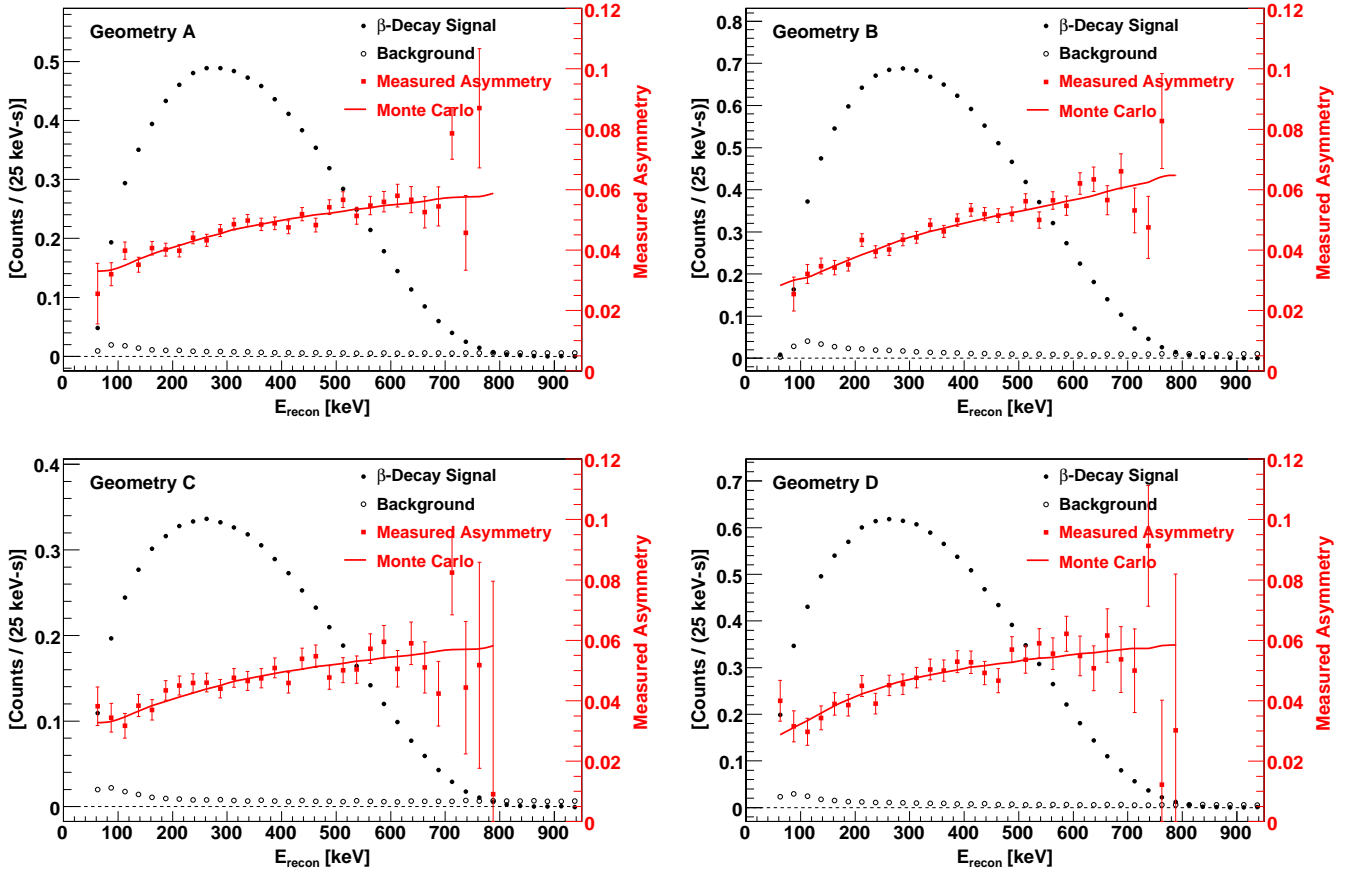 Geometry A
β-Decay Signal
Background
Measured Asymmetry
Monte Carlo
[Counts / (25 keV-s)]
0.5
0.4
0.3
0.2
0.1
0
0.12
0.1
0.08
0.06
0.04
0.02
0
Measured Asymmetry
0 100 200 300 400 500 600 700 800 900
E_recon [keV]
Geometry B
β-Decay Signal
Background
Measured Asymmetry
Monte Carlo
[Counts / (25 keV-s)]
0.8
0.7
0.6
0.5
0.4
0.3
0.2
0.1
0
0.12
0.1
0.08
0.06
0.04
0.02
0
Measured Asymmetry
0 100 200 300 400 500 600 700 800 900
E_recon [keV]
Geometry C
β-Decay Signal
Background
Measured Asymmetry
Monte Carlo
[Counts / (25 keV-s)]
0.4
0.3
0.2
0.1
0
0.12
0.1
0.08
0.06
0.04
0.02
0
Measured Asymmetry
0 100 200 300 400 500 600 700 800 900
E_recon [keV]
Geometry D
β-Decay Signal
Background
Measured Asymmetry
Monte Carlo
[Counts / (25 keV-s)]
0.7
0.6
0.5
0.4
0.3
0.2
0.1
0
0.12
0.1
0.08
0.06
0.04
0.02
0
Measured Asymmetry
0 100 200 300 400 500 600 700 800 900
E_recon [keV]